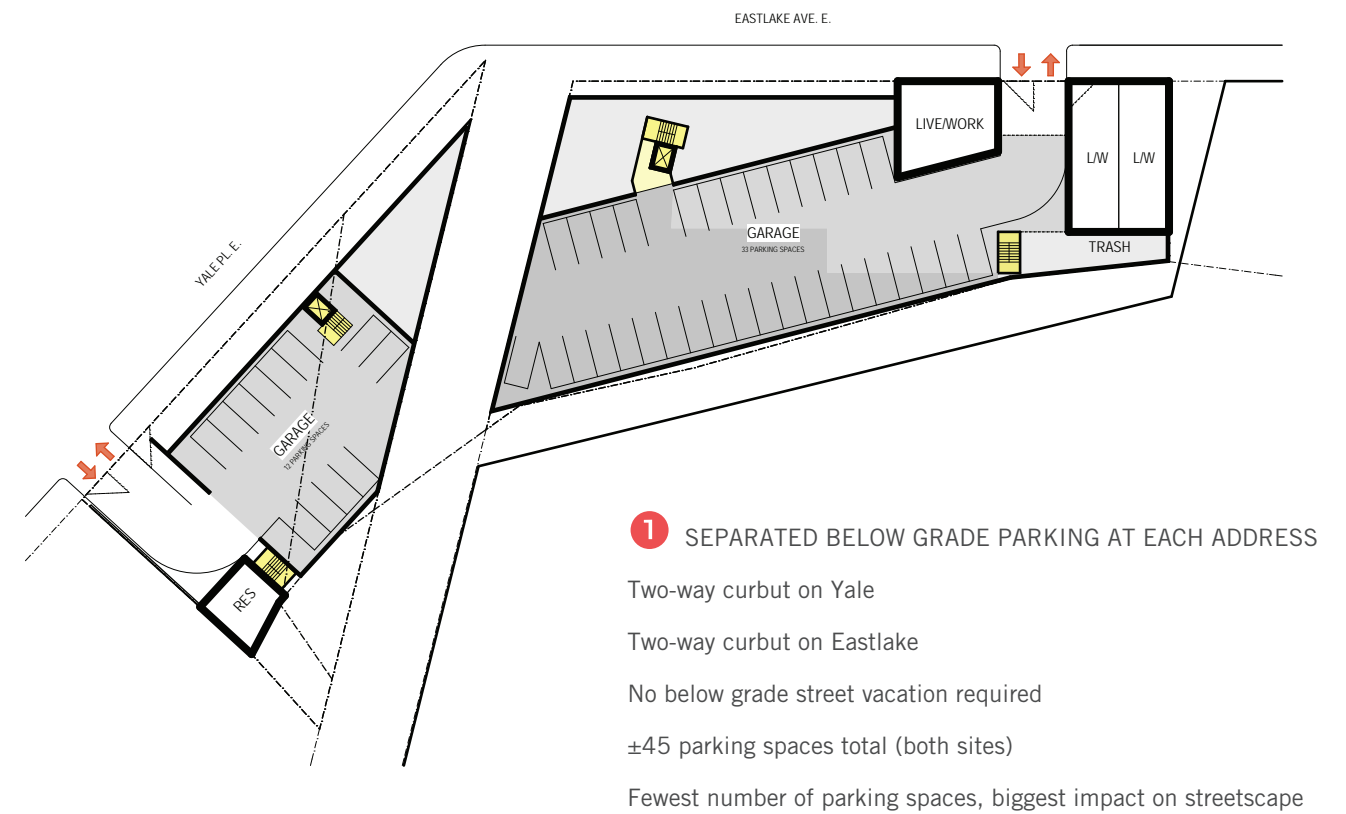 EASTLAKE AVE. E.
LIVE/WORK
L/W
L/W
GARAGE
33 PARKING SPACES
TRASH
YALE PL. E.
GARAGE
12 PARKING SPACES
RES
1 SEPARATED BELOW GRADE PARKING AT EACH ADDRESS
Two-way curbut on Yale
Two-way curbut on Eastlake
No below grade street vacation required
±45 parking spaces total (both sites)
Fewest number of parking spaces, biggest impact on streetscape